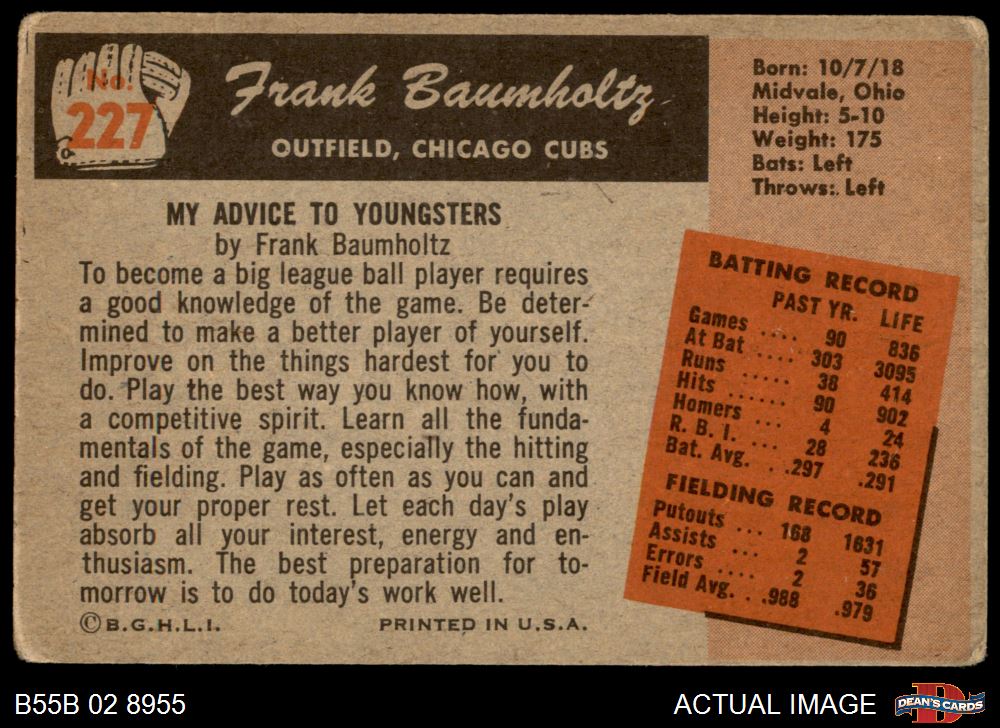 No.
227
Frank Baumholtz
OUTFIELD, CHICAGO CUBS
Born: 10/7/18
Midvale, Ohio
Height: 5-10
Weight: 175
Bats: Left
Throws: Left
MY ADVICE TO YOUNGSTERS
by Frank Baumholtz
To become a big league ball player requires
a good knowledge of the game. Be deter-
mined to make a better player of yourself.
Improve on the things hardest for you to
do. Play the best way you know how, with
a competitive spirit. Learn all the funda-
mentals of the game, especially the hitting
and fielding. Play as often as you can and
get your proper rest. Let each day's play
absorb all your interest, energy and en-
thusiasm. The best preparation for to-
morrow is to do today's work well.
©B.G.H.L.I. PRINTED IN U.S.A.
BATTING RECORD
PAST YR. LIFE
Games .... 90 836
At Bat .... 303 3095
Runs ..... 38 414
Hits ...... 90 902
Homers ... 4 24
R. B. I. ... 28 236
Bat. Avg. . .297 .291
FIELDING RECORD
Putouts ... 168 1631
Assists ... 2 57
Errors .... 2 36
Field Avg. . .988 .979
B55B 02 8955 ACTUAL IMAGE DEAN'S CARDS